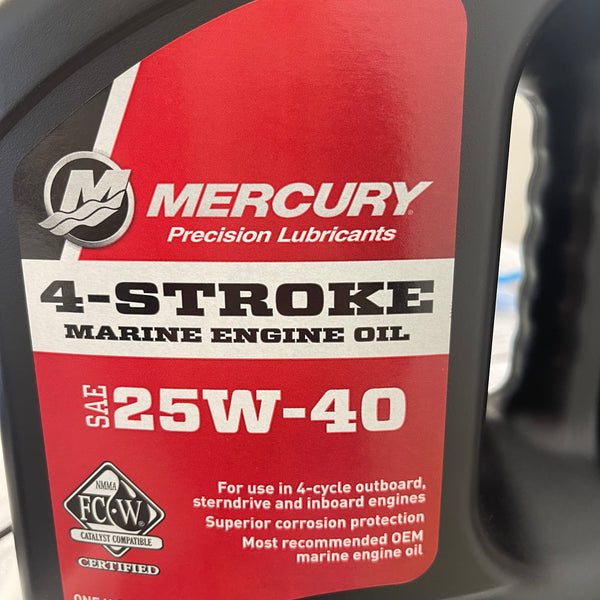 M
MERCURY
Precision Lubricants
4-STROKE
MARINE ENGINE OIL
SAE 25W-40
For use in 4-cycle outboard,
sterndrive and inboard engines
Superior corrosion protection
Most recommended OEM
marine engine oil
NMMA
FC-W®
CATALYST COMPATIBLE
CERTIFIED